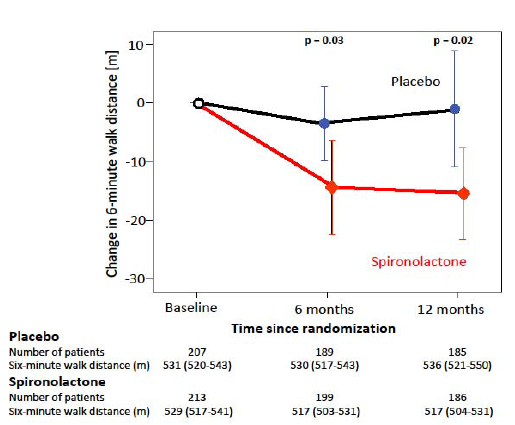 p = 0.03 p = 0.02
10
0
-10
-20
-30
Change in 6-minute walk distance [m]
Placebo
Spironolactone
Baseline 6 months 12 months
Time since randomization
Placebo
Number of patients 207 189 185
Six-minute walk distance (m) 531 (520-543) 530 (517-543) 536 (521-550)
Spironolactone
Number of patients 213 199 186
Six-minute walk distance (m) 529 (517-541) 517 (503-531) 517 (504-531)